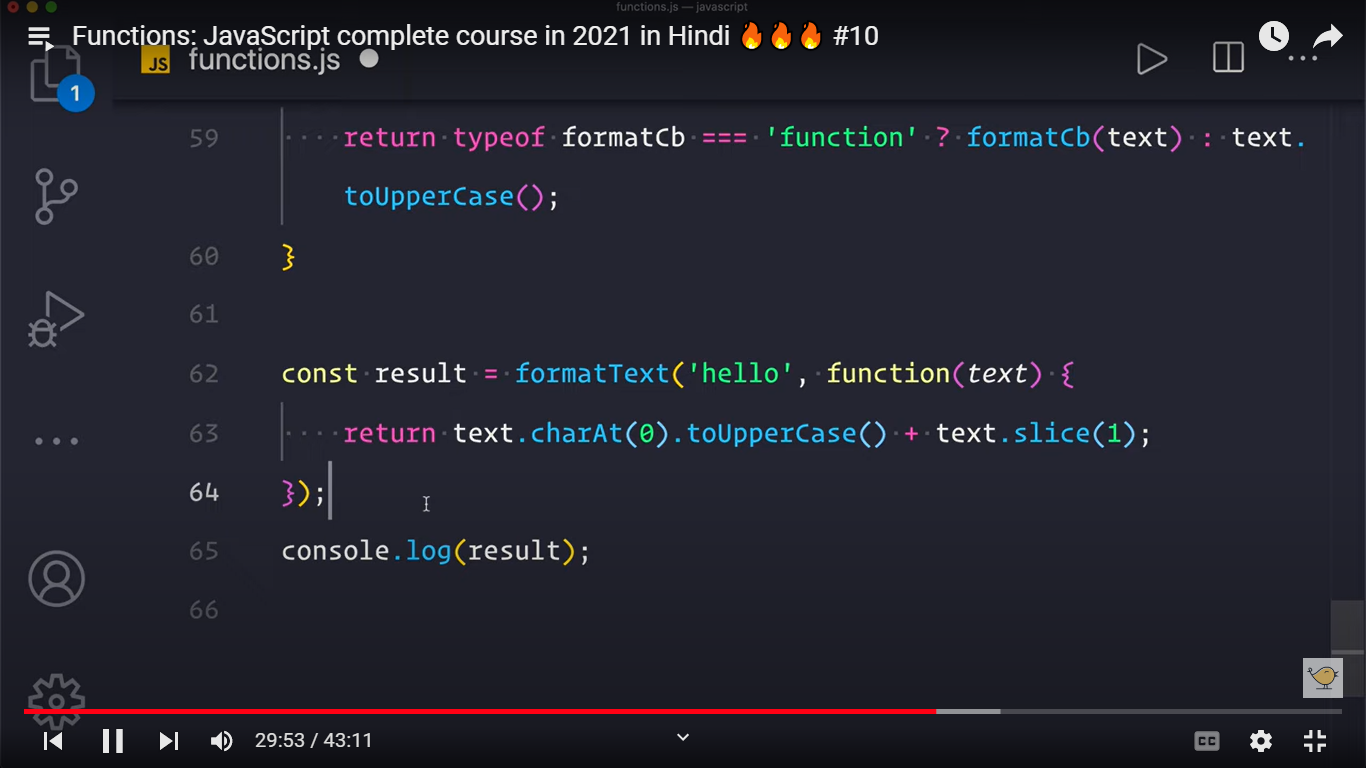 functions.js — javascript
Functions: JavaScript complete course in 2021 in Hindi 🔥🔥🔥 #10
JS functions.js
1
59 return typeof formatCb === 'function' ? formatCb(text) : text.
toUpperCase();
60 }
61
62 const result = formatText('hello', function(text) {
63 return text.charAt(0).toUpperCase() + text.slice(1);
64 });
65 console.log(result);
66
29:53 / 43:11
CC